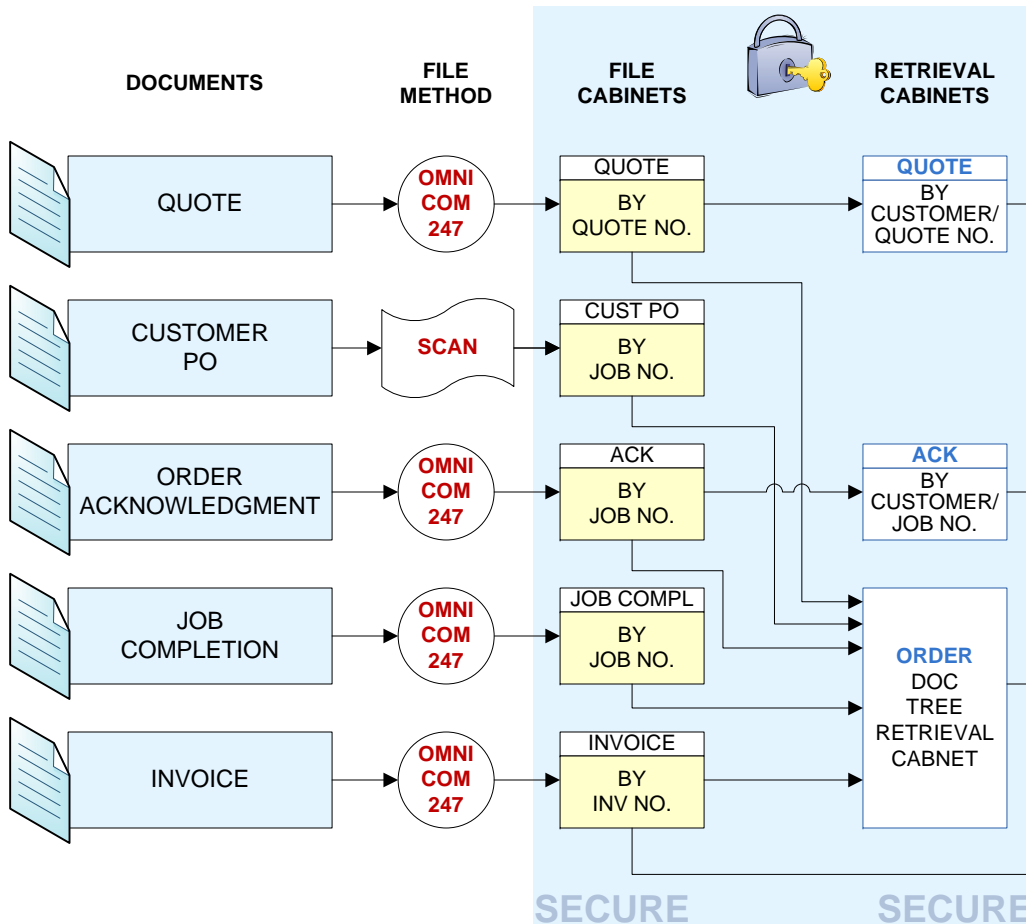 DOCUMENTS
FILE
METHOD
FILE
CABINETS
RETRIEVAL
CABINETS
QUOTE
OMNI
COM
247
QUOTE
BY
QUOTE NO.
QUOTE
BY
CUSTOMER/
QUOTE NO.
CUSTOMER
PO
SCAN
CUST PO
BY
JOB NO.
ORDER
ACKNOWLEDGMENT
OMNI
COM
247
ACK
BY
JOB NO.
ACK
BY
CUSTOMER/
JOB NO.
JOB
COMPLETION
OMNI
COM
247
JOB COMPL
BY
JOB NO.
ORDER
DOC
TREE
RETRIEVAL
CABNET
INVOICE
OMNI
COM
247
INVOICE
BY
INV NO.
SECURE
SECURE